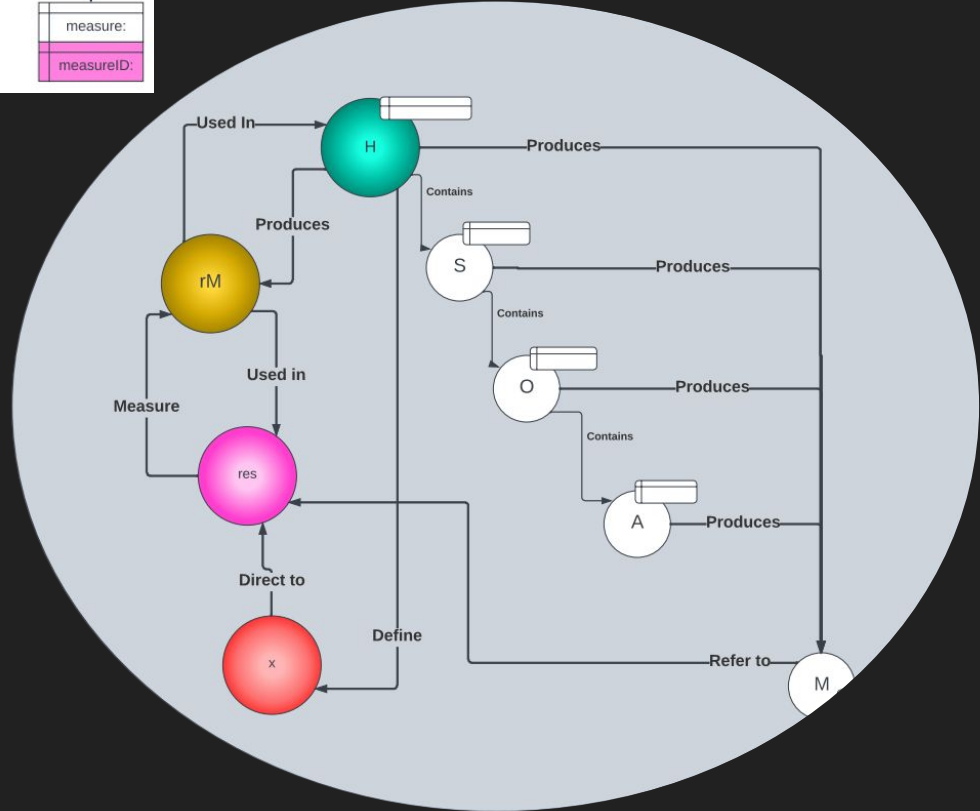 measure:
measureID:
Used In
H
Produces
Contains
Produces
S
Produces
rM
Contains
Used in
O
Produces
Measure
Contains
res
A
Produces
Direct to
Define
x
Refer to
M